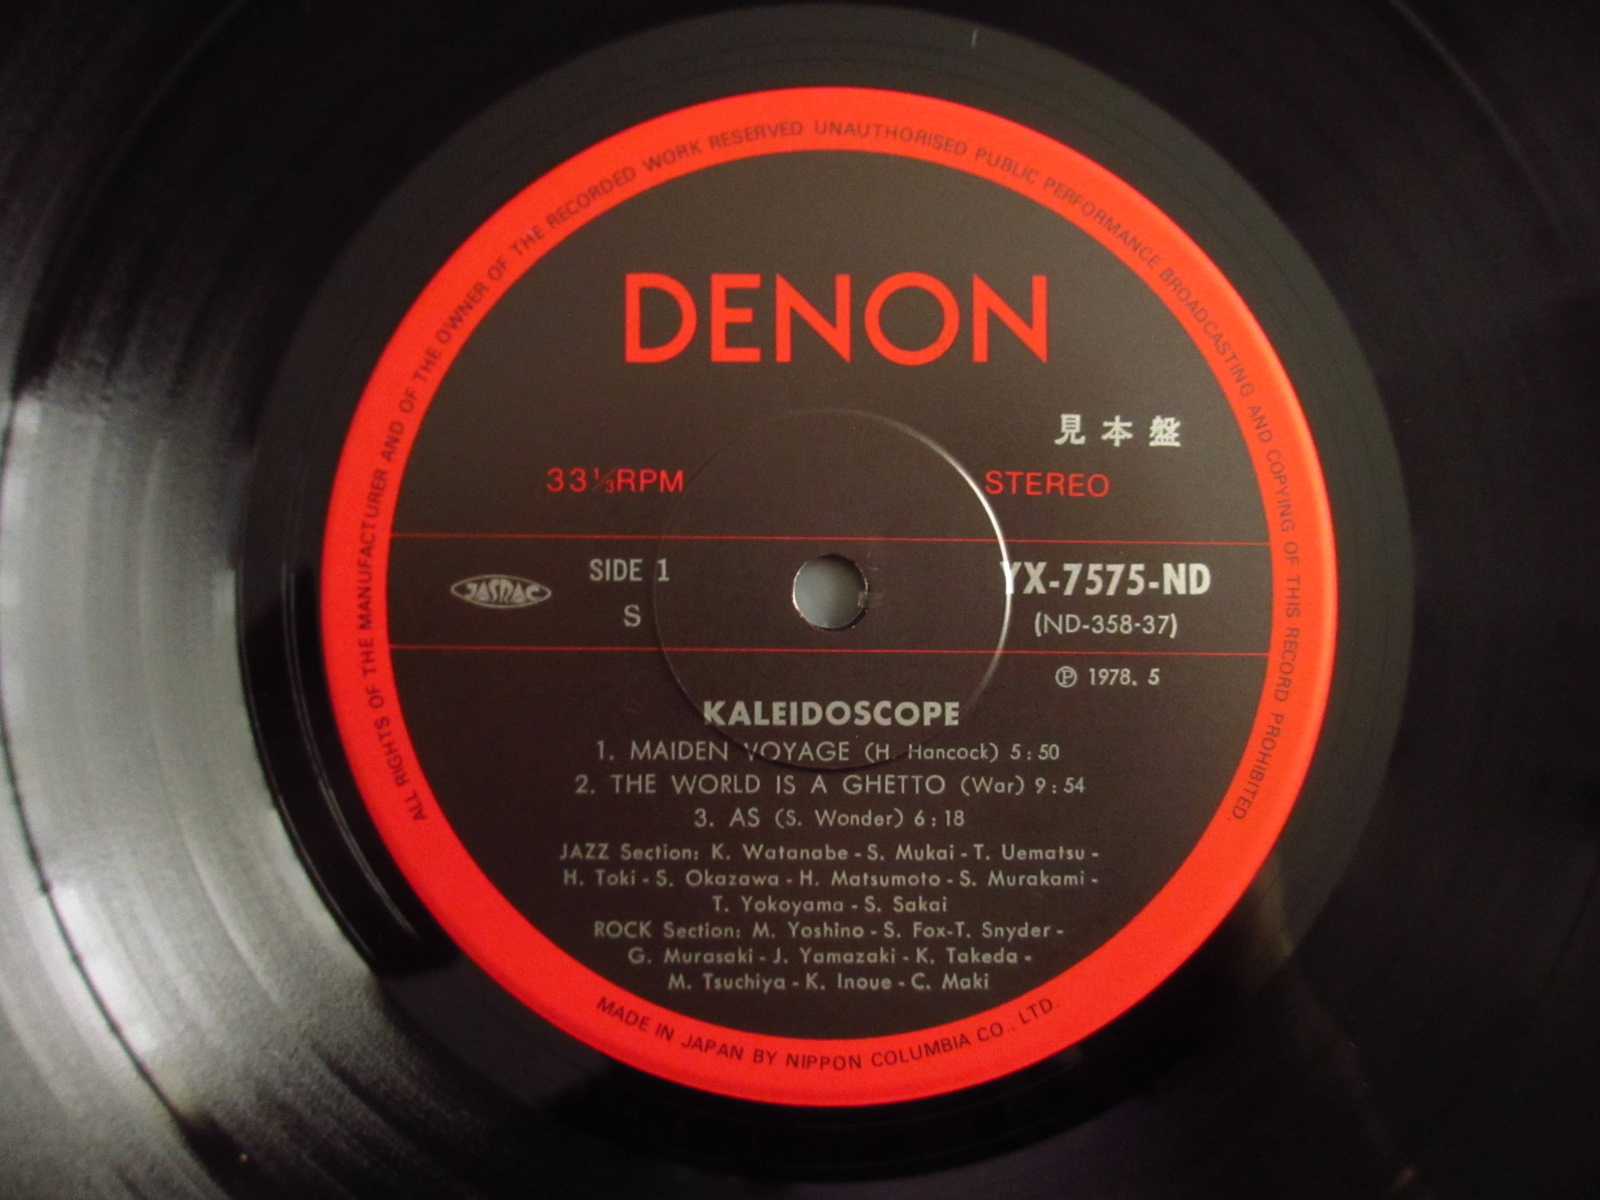 ALL RIGHTS OF THE MANUFACTURER AND OF THE OWNER OF THE RECORDED WORK RESERVED UNAUTHORISED PUBLIC PERFORMANCE BROADCASTING AND COPYING OF THIS RECORD PROHIBITED
DENON
見本盤
33⅓RPM STEREO
JASRAC
SIDE 1 YX-7575-ND
S (ND-358-37)
Ⓟ 1978. 5
KALEIDOSCOPE
1. MAIDEN VOYAGE (H. Hancock) 5:50
2. THE WORLD IS A GHETTO (War) 9:54
3. AS (S. Wonder) 6:18
JAZZ Section: K. Watanabe - S. Mukai - T. Uematsu -
H. Toki - S. Okazawa - H. Matsumoto - S. Murakami -
T. Yokoyama - S. Sakai
ROCK Section: M. Yoshino - S. Fox-T. Snyder -
G. Murasaki - J. Yamazaki - K. Takeda -
M. Tsuchiya - K. Inoue - C. Maki
MADE IN JAPAN BY NIPPON COLUMBIA CO., LTD.